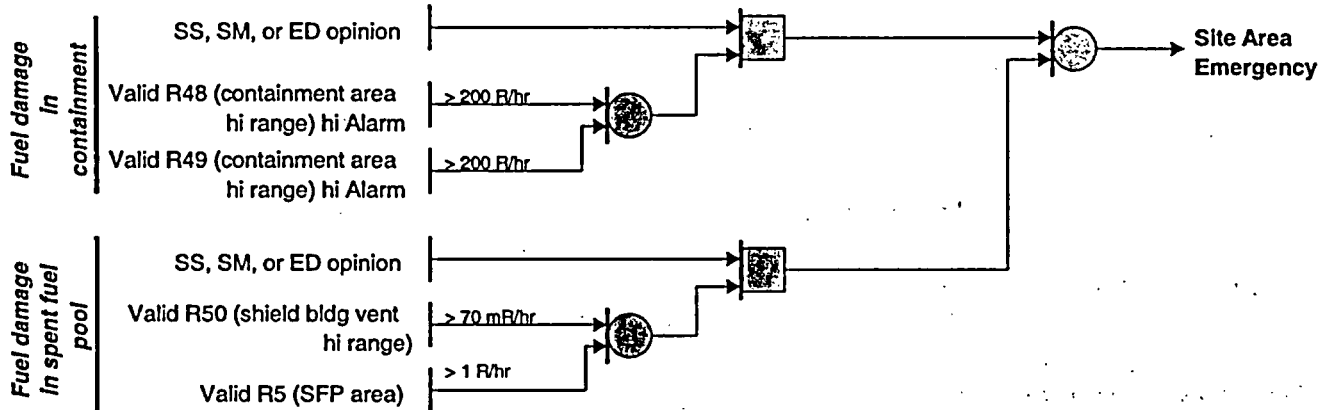 Fuel damage
in
containment
SS, SM, or ED opinion
Valid R48 (containment area
hi range) hi Alarm
> 200 R/hr
Valid R49 (containment area
hi range) hi Alarm
> 200 R/hr
Site Area
Emergency
Fuel damage
in spent fuel
pool
SS, SM, or ED opinion
Valid R50 (shield bldg vent
hi range)
> 70 mR/hr
Valid R5 (SFP area)
> 1 R/hr